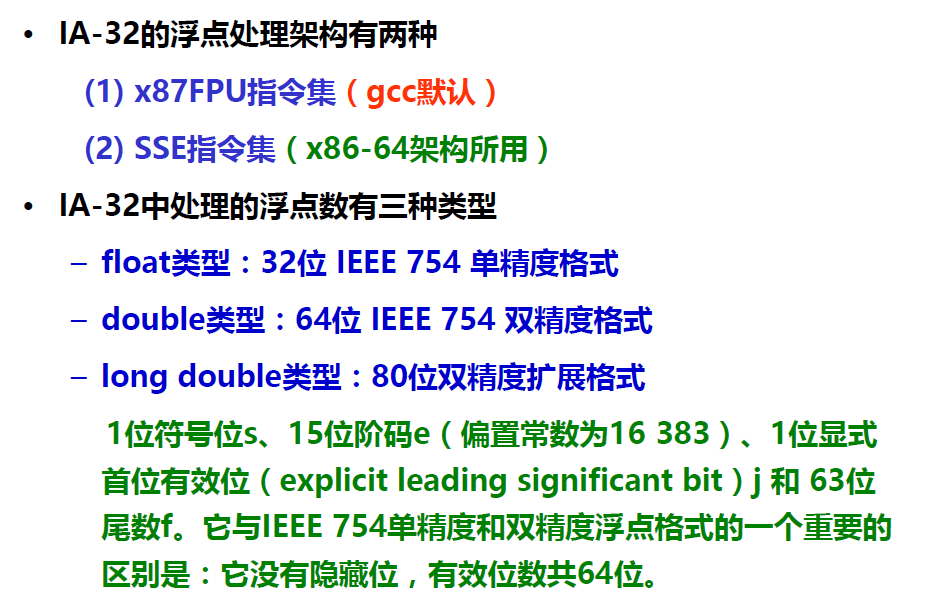 • IA-32的浮点处理架构有两种
(1) x87FPU指令集（gcc默认）
(2) SSE指令集（x86-64架构所用）
• IA-32中处理的浮点数有三种类型
– float类型：32位 IEEE 754 单精度格式
– double类型：64位 IEEE 754 双精度格式
– long double类型：80位双精度扩展格式
1位符号位s、15位阶码e（偏置常数为16 383）、1位显式
首位有效位（explicit leading significant bit）j 和 63位
尾数f。它与IEEE 754单精度和双精度浮点格式的一个重要的
区别是：它没有隐藏位，有效位数共64位。